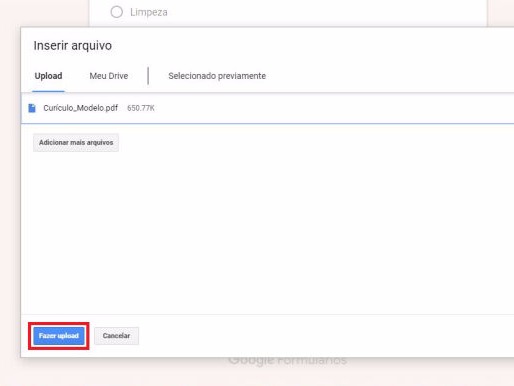 Limpeza
Inserir arquivo
Upload Meu Drive Selecionado previamente
Currículo_Modelo.pdf 650.77K
Adicionar mais arquivos
Fazer upload Cancelar
Google Formulários